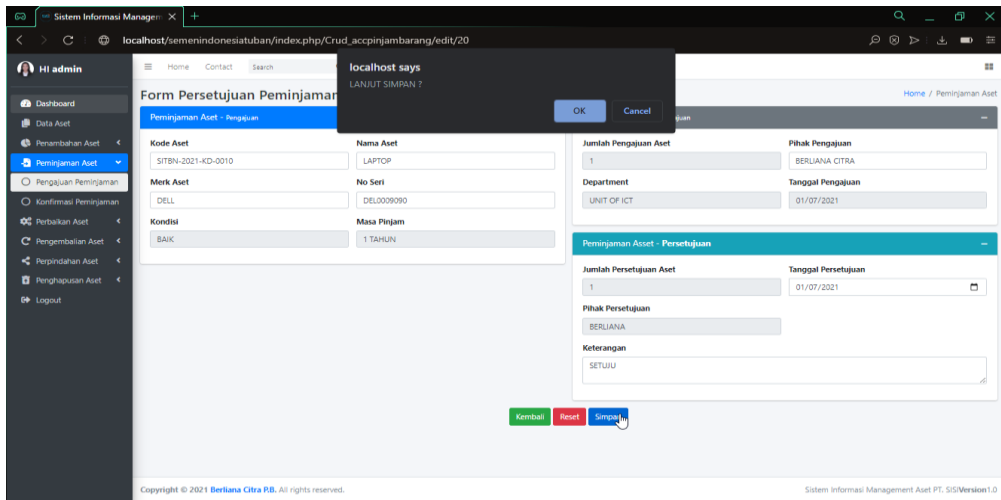 Sistem Informasi Managem
localhost/semenindonesiatuban/index.php/Crud_accpinjambarang/edit/20
HI admin
Dashboard
Data Aset
Penambahan Aset
Peminjaman Aset
Pengajuan Peminjaman
Konfirmasi Peminjaman
Perbaikan Aset
Pengembalian Aset
Perpindahan Aset
Penghapusan Aset
Logout
Home Contact Search
localhost says
LANJUT SIMPAN ?
OK Cancel
Form Persetujuan Peminjaman
Home / Peminjaman Aset
Peminjaman Aset - Pengajuan
Kode Aset Nama Aset
SITBN-2021-KD-0010 LAPTOP
Merk Aset No Seri
DELL DEL0009090
Kondisi Masa Pinjam
BAIK 1 TAHUN
Jumlah Pengajuan Aset Pihak Pengajuan
1 BERLIANA CITRA
Department Tanggal Pengajuan
UNIT OF ICT 01/07/2021
Peminjaman Asset - Persetujuan
Jumlah Persetujuan Aset Tanggal Persetujuan
1 01/07/2021
Pihak Persetujuan
BERLIANA
Keterangan
SETUJU
Kembali Reset Simpan
Copyright © 2021 Berliana Citra P.B. All rights reserved.
Sistem Informasi Management Aset PT. SISIVersion1.0